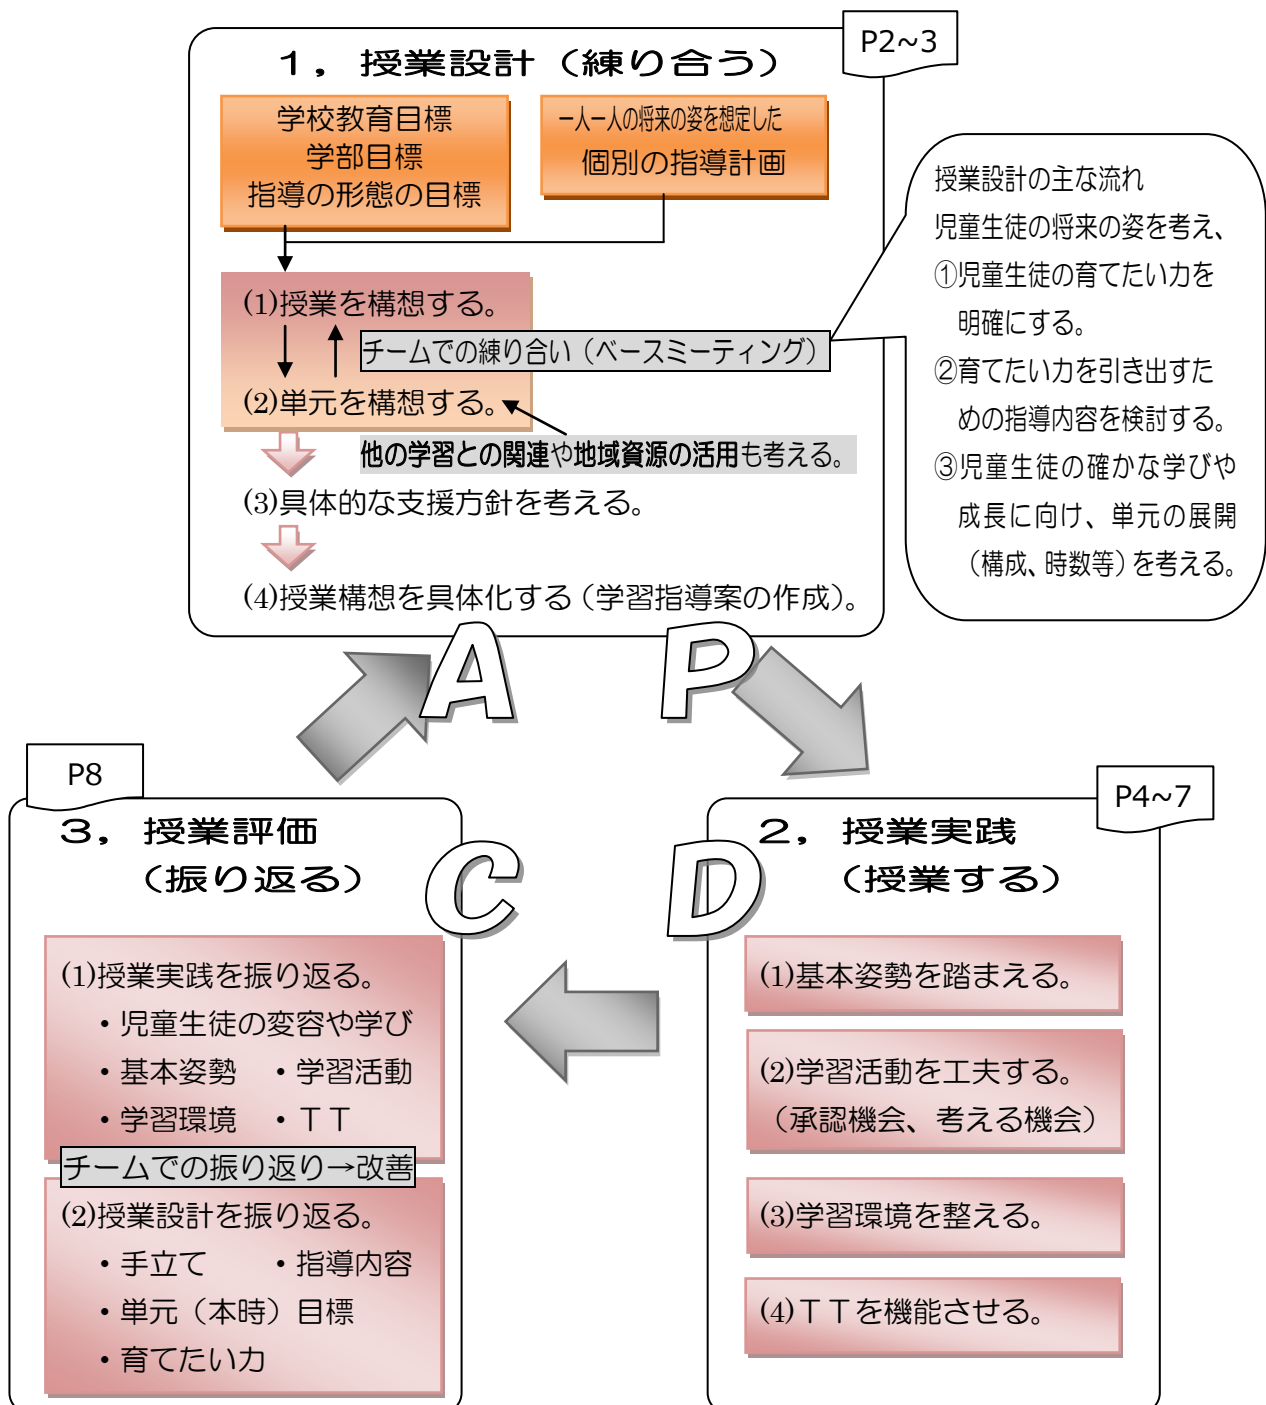 P2~3
１，授業設計（練り合う）
学校教育目標
学部目標
指導の形態の目標
一人一人の将来の姿を想定した
個別の指導計画
(1)授業を構想する。
チームでの練り合い（ベースミーティング）
(2)単元を構想する。
他の学習との関連や地域資源の活用も考える。
(3)具体的な支援方針を考える。
(4)授業構想を具体化する（学習指導案の作成）。
授業設計の主な流れ
児童生徒の将来の姿を考え、
①児童生徒の育てたい力を
明確にする。
②育てたい力を引き出すた
めの指導内容を検討する。
③児童生徒の確かな学びや
成長に向け、単元の展開
（構成、時数等）を考える。
A
P
P8
３，授業評価
（振り返る）
C
(1)授業実践を振り返る。
・児童生徒の変容や学び
・基本姿勢　・学習活動
・学習環境　・ＴＴ
チームでの振り返り→改善
(2)授業設計を振り返る。
・手立て　・指導内容
・単元（本時）目標
・育てたい力
P4~7
D
２，授業実践
（授業する）
(1)基本姿勢を踏まえる。
(2)学習活動を工夫する。
（承認機会、考える機会）
(3)学習環境を整える。
(4)ＴＴを機能させる。